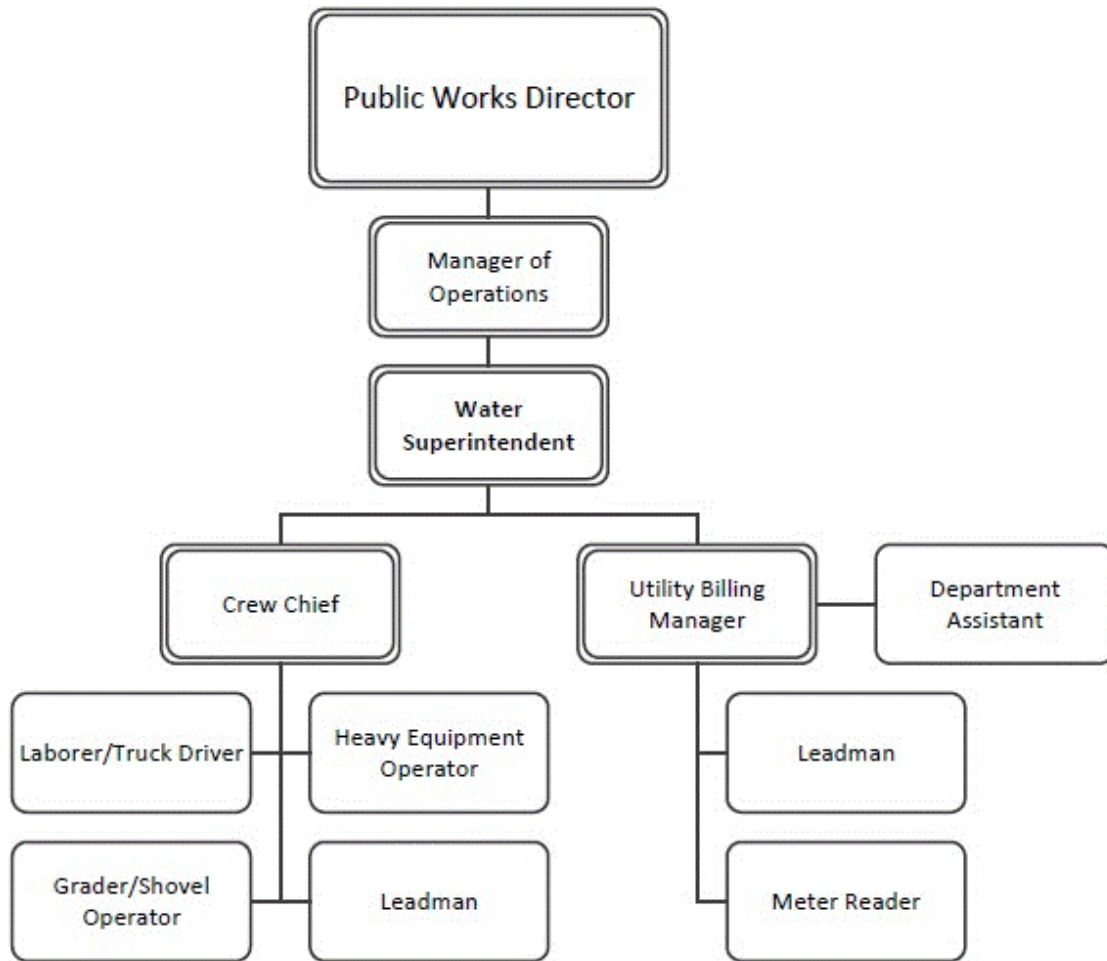 Public Works Director
Manager of
Operations
Water
Superintendent
Crew Chief
Utility Billing
Manager
Department
Assistant
Laborer/Truck Driver
Heavy Equipment
Operator
Leadman
Grader/Shovel
Operator
Leadman
Meter Reader